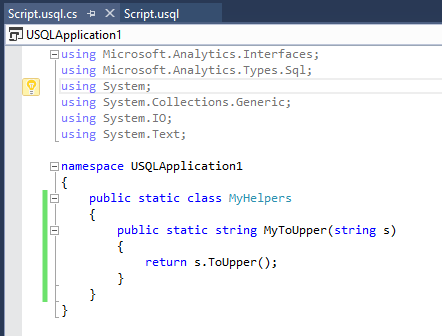 Script.usql.cs Script.usql
USQLApplication1
using Microsoft.Analytics.Interfaces;
using Microsoft.Analytics.Types.Sql;
using System;
using System.Collections.Generic;
using System.IO;
using System.Text;
namespace USQLApplication1
{
public static class MyHelpers
{
public static string MyToUpper(string s)
{
return s.ToUpper();
}
}
}